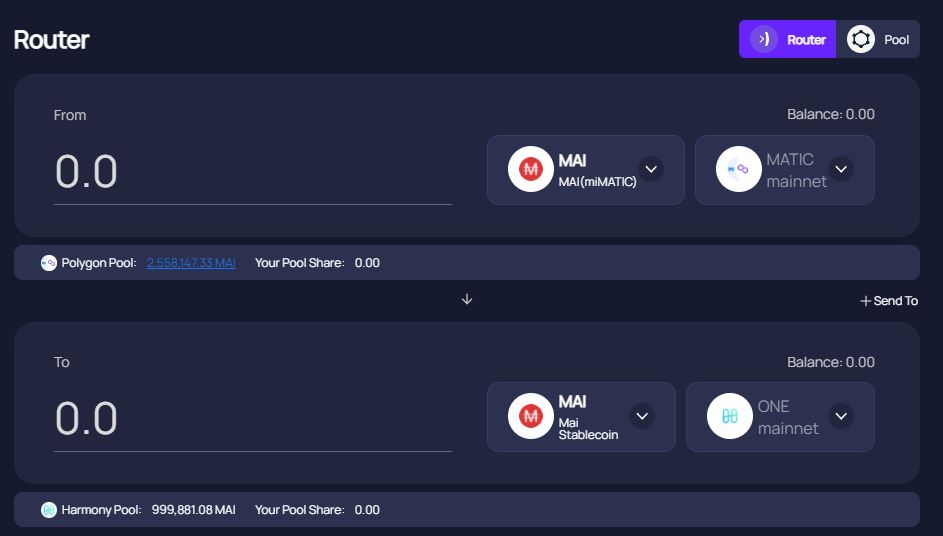 Router
Router Pool
From Balance: 0.00
0.0
MAI
MAI(miMATIC)
MATIC
mainnet
Polygon Pool: 2,558,147.33 MAI Your Pool Share: 0.00
Send To
To Balance: 0.00
0.0
MAI
Mai
Stablecoin
ONE
mainnet
Harmony Pool: 999,881.08 MAI Your Pool Share: 0.00